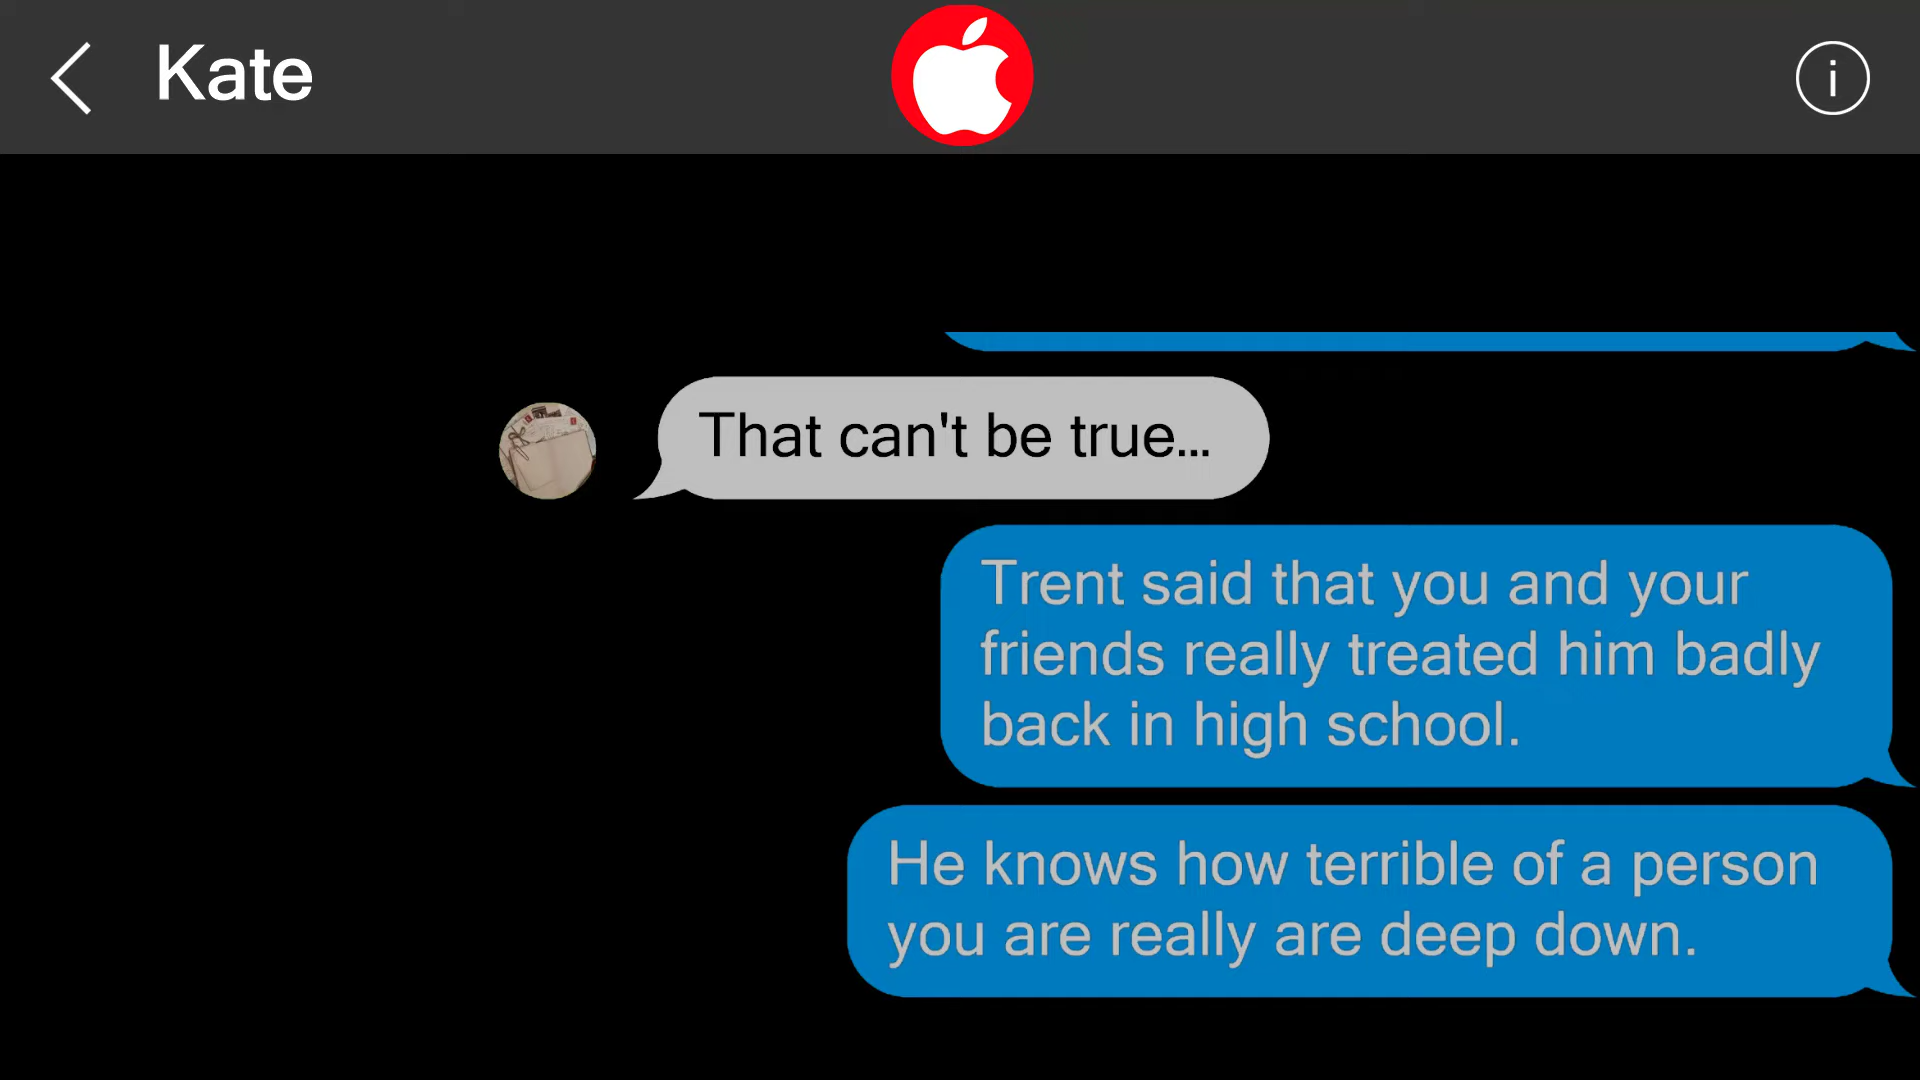 Kate
i
That can't be true...
Trent said that you and your
friends really treated him badly
back in high school.
He knows how terrible of a person
you are really are deep down.